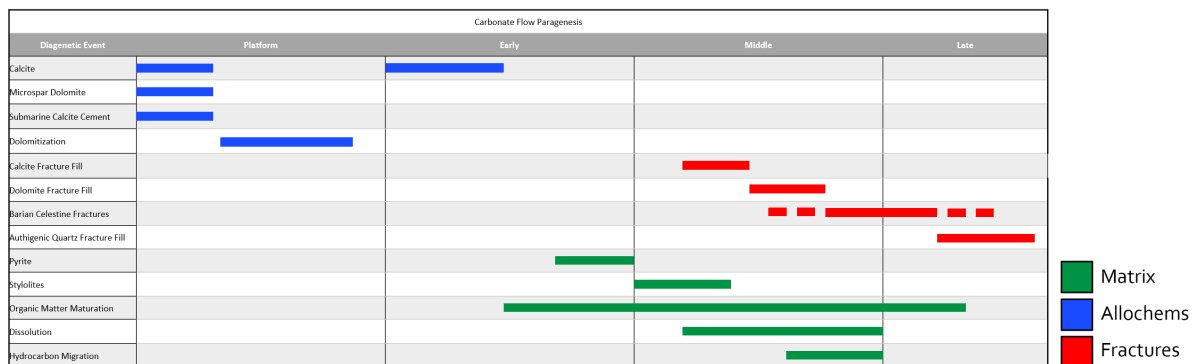 Carbonate Flow Paragenesis
Diagenetic Event Platform Early Middle Late
Calcite
Microspar Dolomite
Submarine Calcite Cement
Dolomitization
Calcite Fracture Fill
Dolomite Fracture Fill
Barian Celestine Fractures
Authigenic Quartz Fracture Fill
Pyrite
Stylolites
Organic Matter Maturation
Dissolution
Hydrocarbon Migration
Matrix
Allochems
Fractures